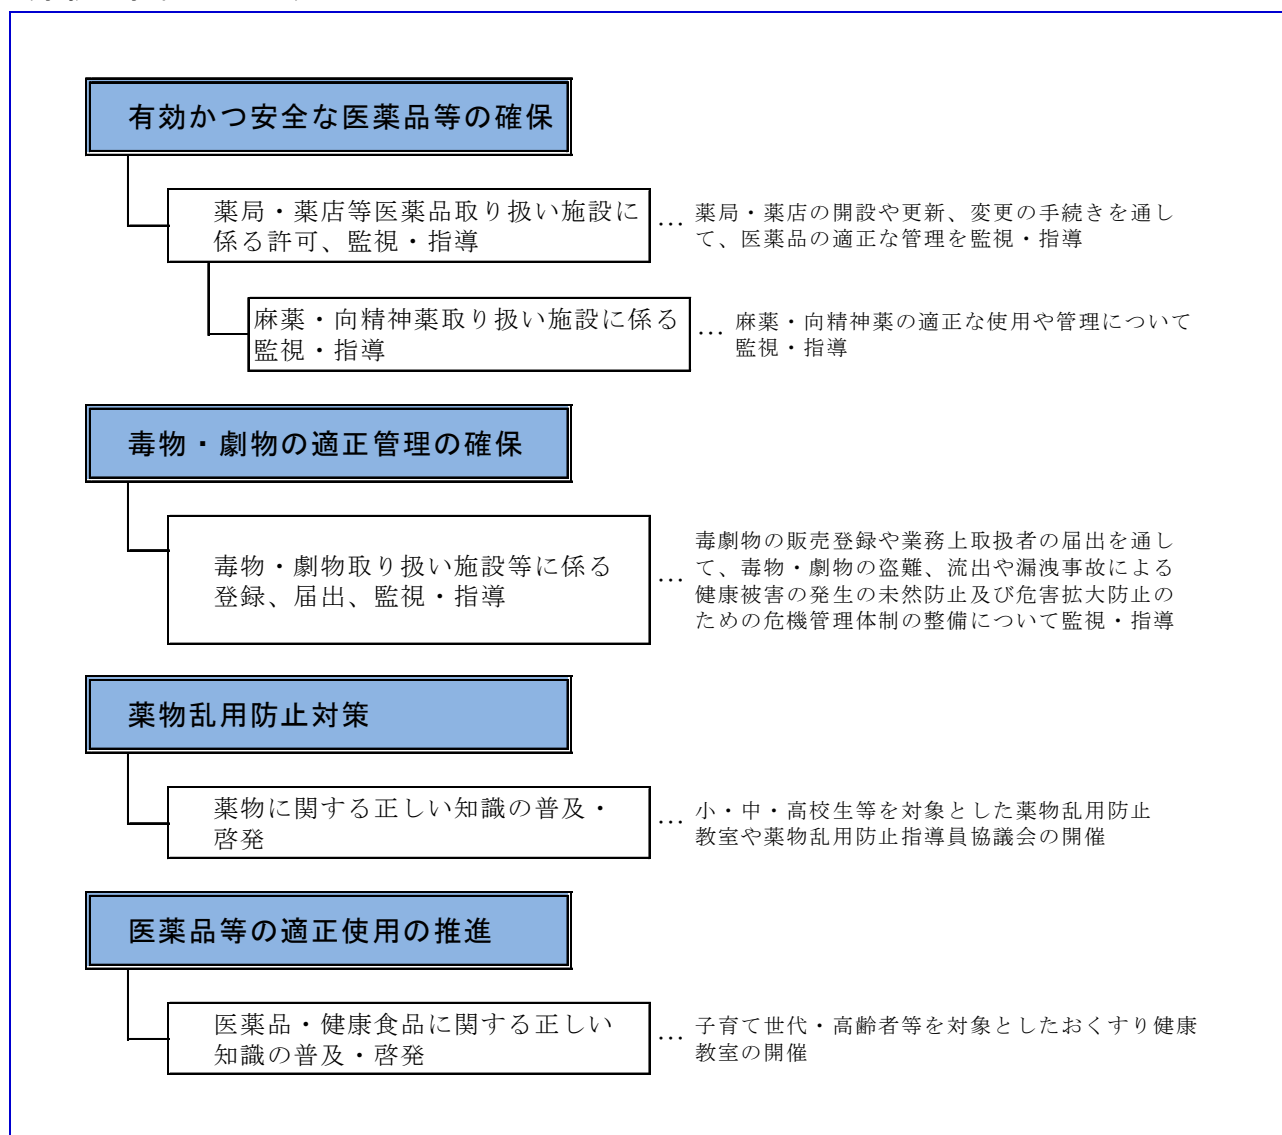 有効かつ安全な医薬品等の確保
薬局・薬店等医薬品取り扱い施設に
係る許可、監視・指導
… 薬局・薬店の開設や更新、変更の手続きを通し
て、医薬品の適正な管理を監視・指導
麻薬・向精神薬取り扱い施設に係る
監視・指導
… 麻薬・向精神薬の適正な使用や管理について
監視・指導
毒物・劇物の適正管理の確保
毒物・劇物取り扱い施設等に係る
登録、届出、監視・指導
… 毒劇物の販売登録や業務上取扱者の届出を通し
て、毒物・劇物の盗難、流出や漏洩事故による
健康被害の発生の未然防止及び危害拡大防止の
ための危機管理体制の整備について監視・指導
薬物乱用防止対策
薬物に関する正しい知識の普及・
啓発
… 小・中・高校生等を対象とした薬物乱用防止
教室や薬物乱用防止指導員協議会の開催
医薬品等の適正使用の推進
医薬品・健康食品に関する正しい
知識の普及・啓発
… 子育て世代・高齢者等を対象としたおくすり健康
教室の開催